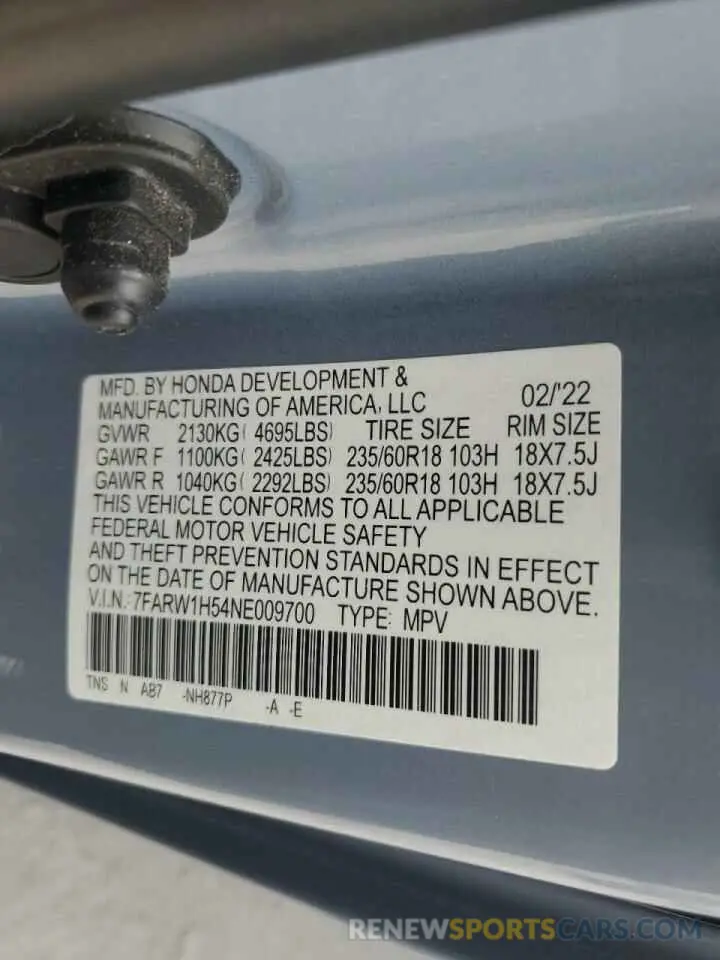 MFD. BY HONDA DEVELOPMENT &
MANUFACTURING OF AMERICA, LLC 02/'22
GVWR 2130KG( 4695LBS) TIRE SIZE RIM SIZE
GAWR F 1100KG( 2425LBS) 235/60R18 103H 18X7.5J
GAWR R 1040KG( 2292LBS) 235/60R18 103H 18X7.5J
THIS VEHICLE CONFORMS TO ALL APPLICABLE
FEDERAL MOTOR VEHICLE SAFETY
AND THEFT PREVENTION STANDARDS IN EFFECT
ON THE DATE OF MANUFACTURE SHOWN ABOVE.
V.I.N.: 7FARW1H54NE009700 TYPE: MPV
TNS N AB7 -NH877P -A -E
RENEWSPORTSCARS.COM